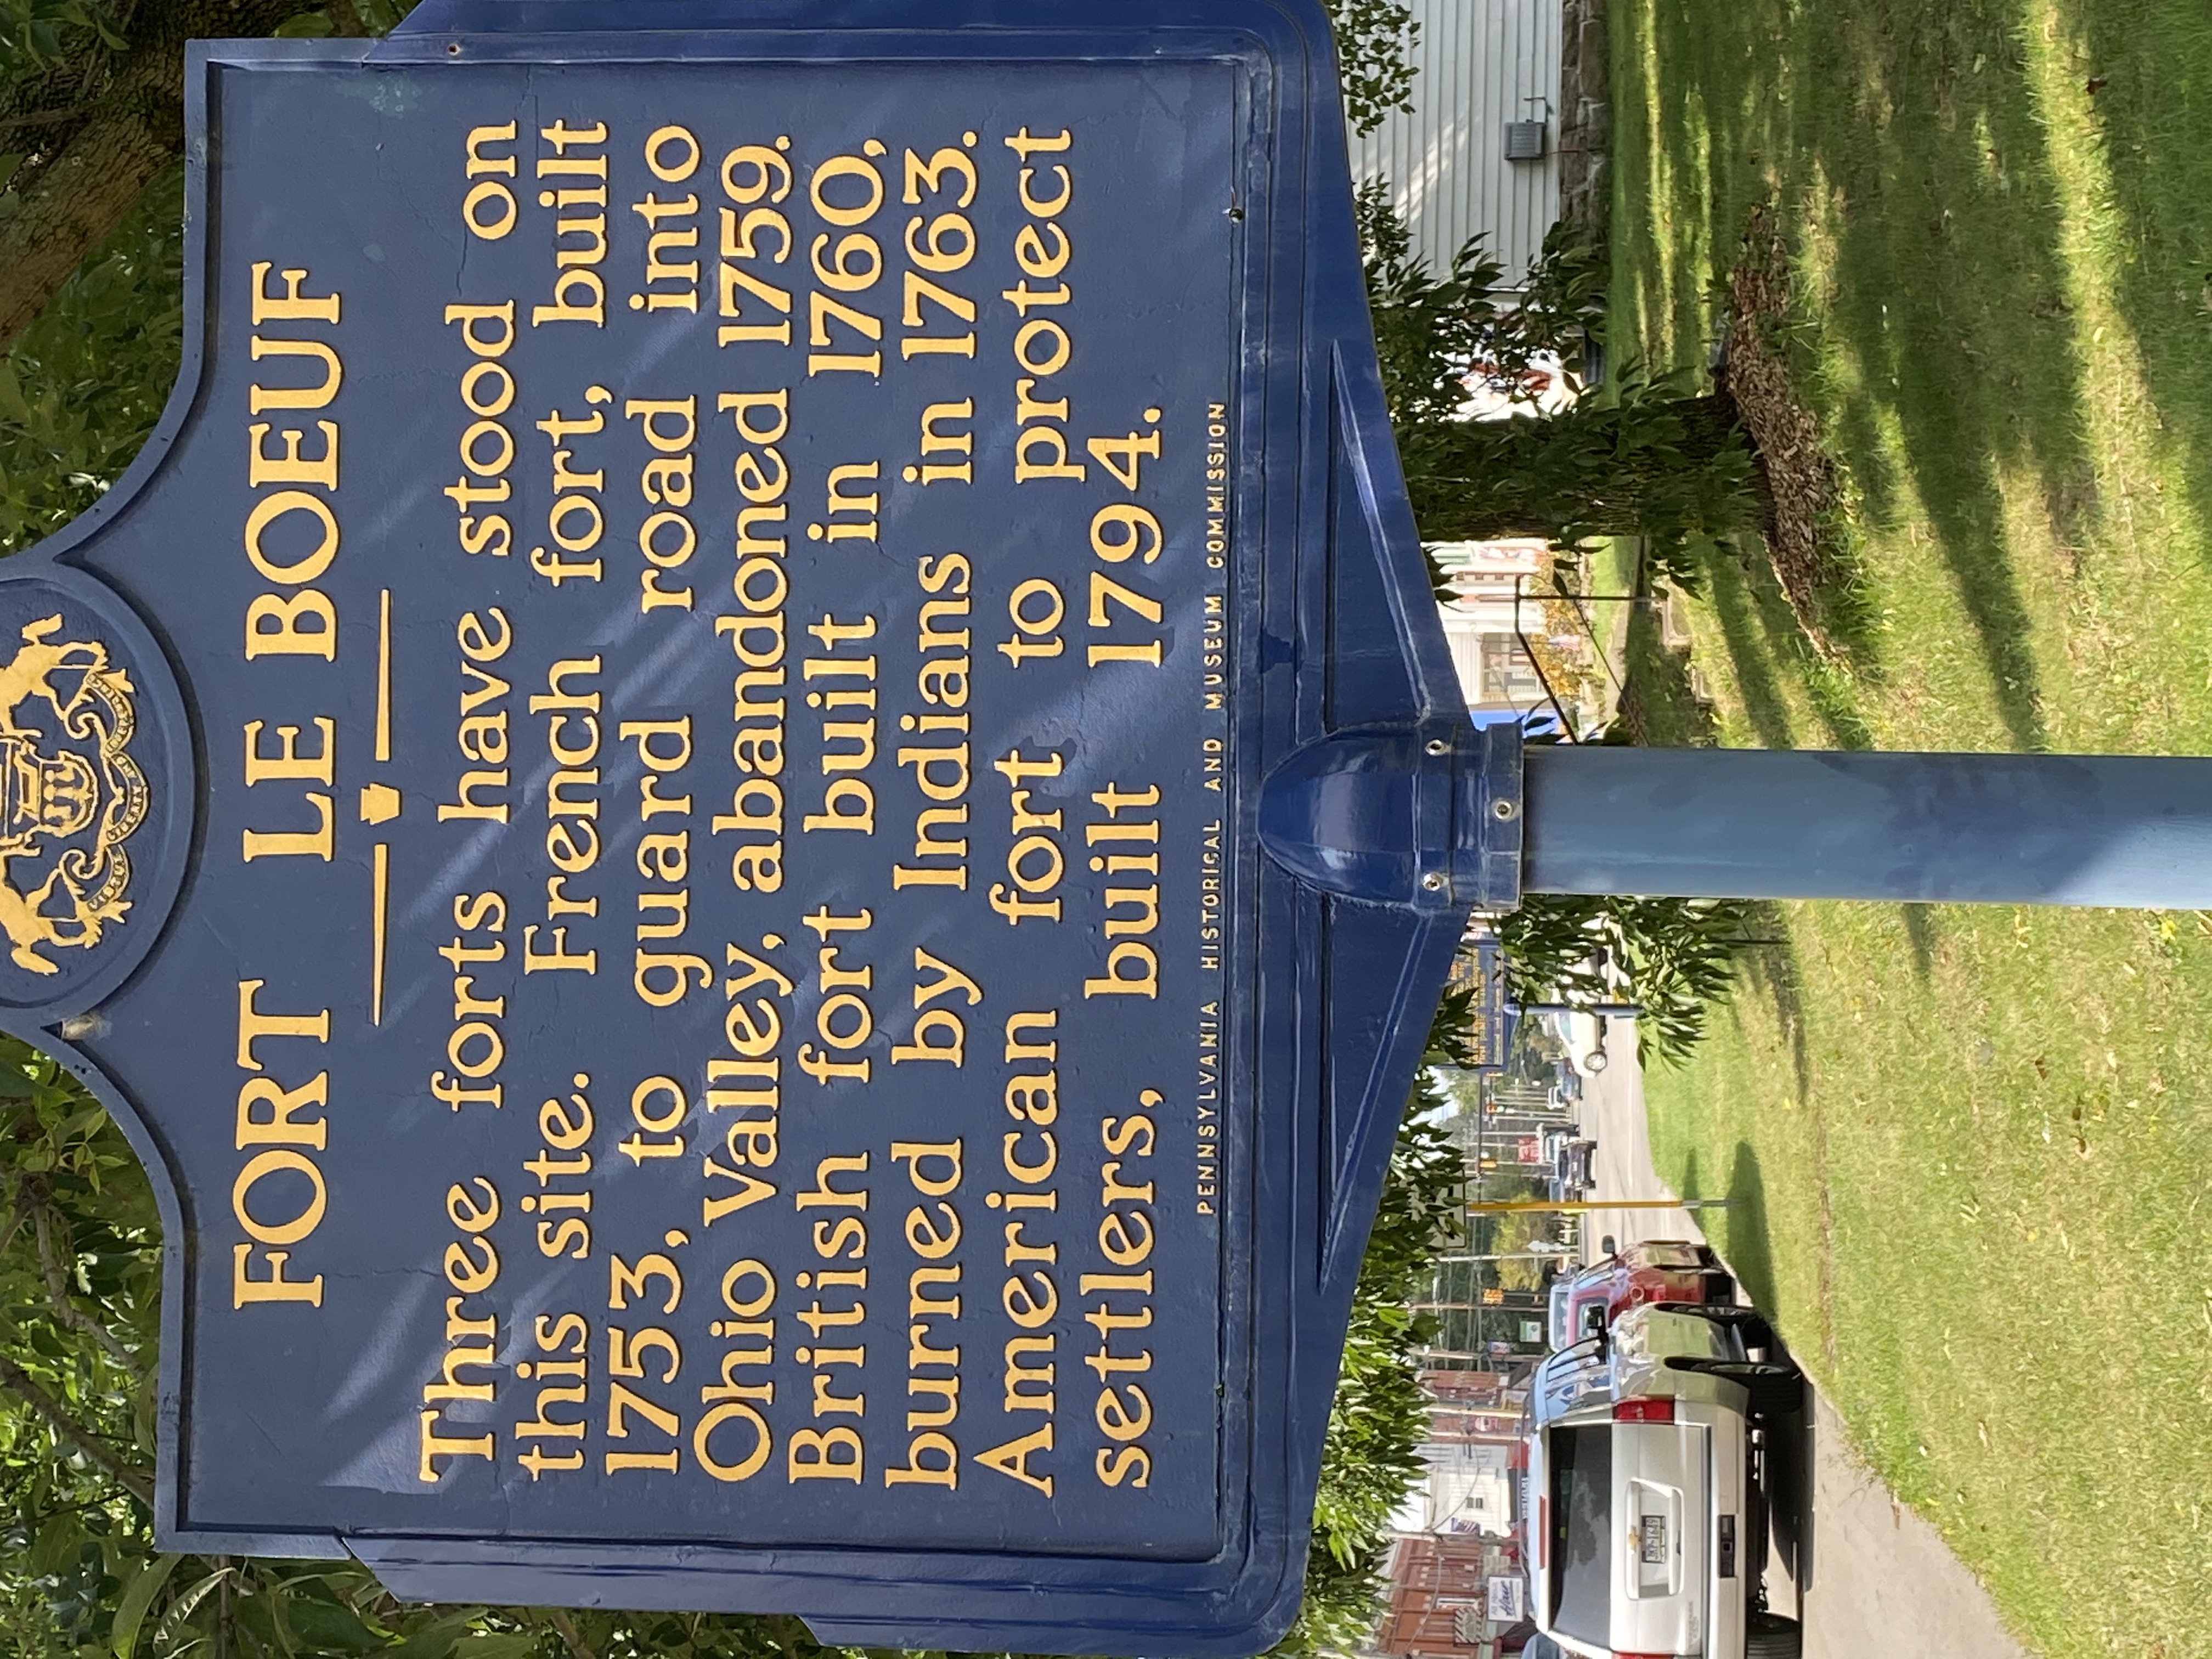 FORT LE BOEUF
Three forts have stood on
this site. French fort, built
1753, to guard road into
Ohio Valley, abandoned 1759.
British fort built in 1760,
burned by Indians in 1763.
American fort to protect
settlers, built 1794.
PENNSYLVANIA HISTORICAL AND MUSEUM COMMISSION